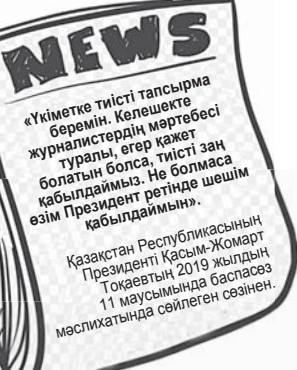 NEWS
«Үкіметке тиісті тапсырма
беремін. Келешекте
журналистердің мәртебесі
туралы, егер қажет
болатын болса, тиісті заң
қабылдаймыз. Не болмаса
өзім Президент ретінде шешім
қабылдаймын».
Қазақстан Республикасының
Президенті Қасым-Жомарт
Тоқаевтың 2019 жылдың
11 маусымында баспасөз
мәслихатында сөйлеген сөзінен.